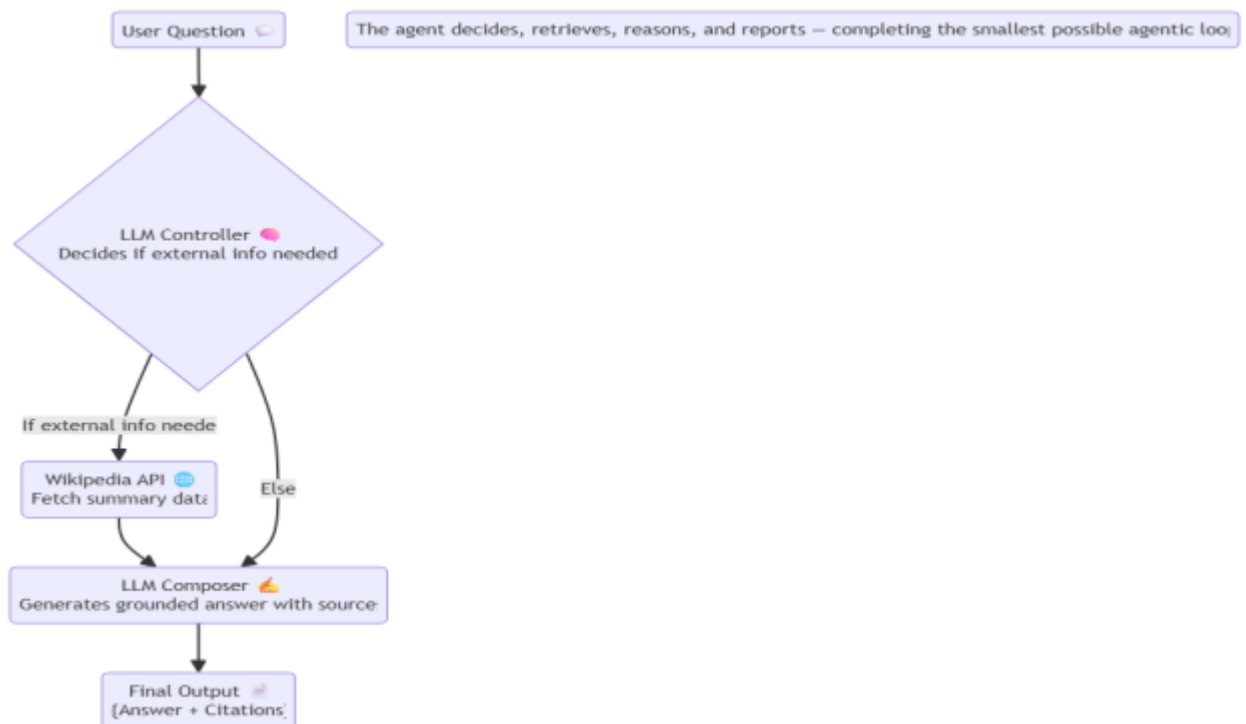 User Question 💬
The agent decides, retrieves, reasons, and reports — completing the smallest possible agentic loo
LLM Controller 🧠
Decides if external info needed
If external info neede
Wikipedia API 🌐
Fetch summary data
Else
LLM Composer ✍️
Generates grounded answer with source
Final Output 📄
(Answer + Citations)